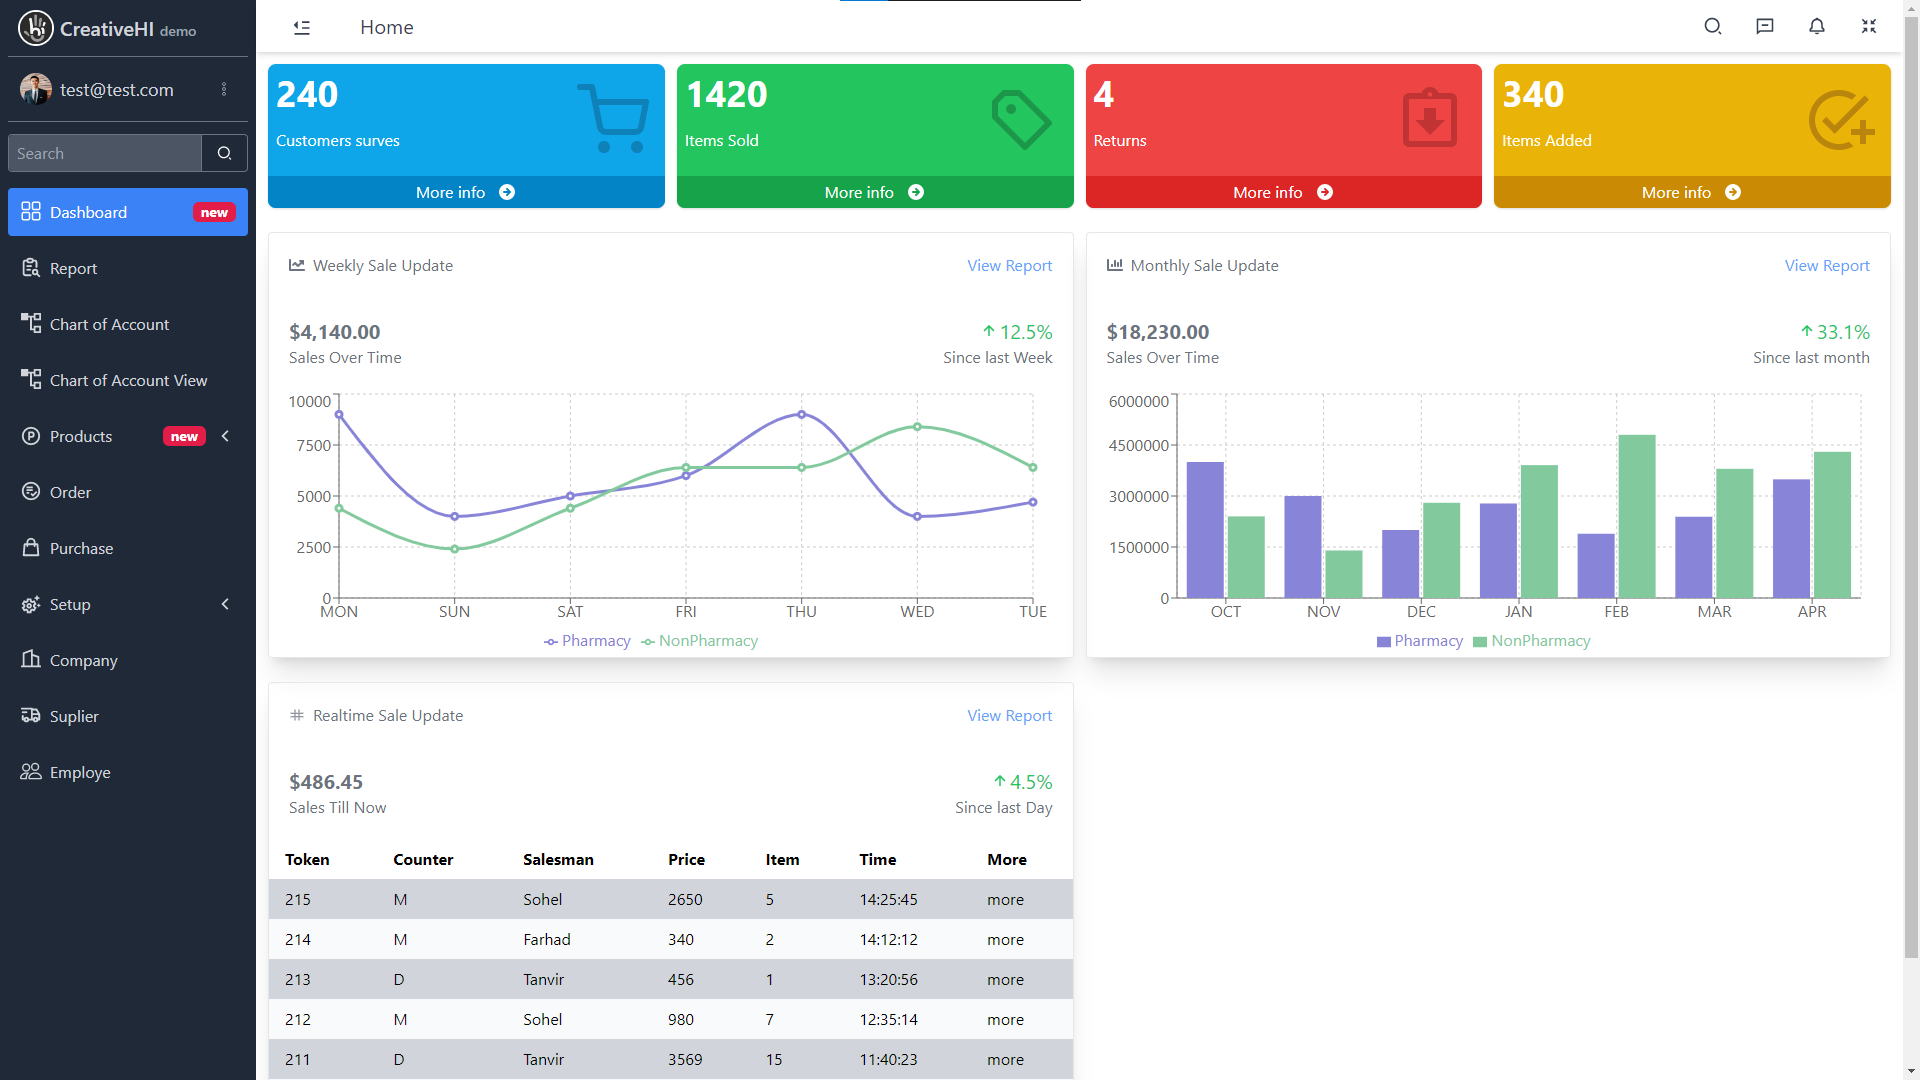 CreativeHI demo
test@test.com
Search
Dashboard new
Report
Chart of Account
Chart of Account View
Products new
Order
Purchase
Setup
Company
Suplier
Employe
Home
240
Customers surves
More info
1420
Items Sold
More info
4
Returns
More info
340
Items Added
More info
Weekly Sale Update View Report
$4,140.00 12.5%
Sales Over Time Since last Week
10000
7500
5000
2500
0
MON SUN SAT FRI THU WED TUE
Pharmacy NonPharmacy
Monthly Sale Update View Report
$18,230.00 33.1%
Sales Over Time Since last month
6000000
4500000
3000000
1500000
0
OCT NOV DEC JAN FEB MAR APR
Pharmacy NonPharmacy
Realtime Sale Update View Report
$486.45 4.5%
Sales Till Now Since last Day
Token Counter Salesman Price Item Time More
215 M Sohel 2650 5 14:25:45 more
214 M Farhad 340 2 14:12:12 more
213 D Tanvir 456 1 13:20:56 more
212 M Sohel 980 7 12:35:14 more
211 D Tanvir 3569 15 11:40:23 more